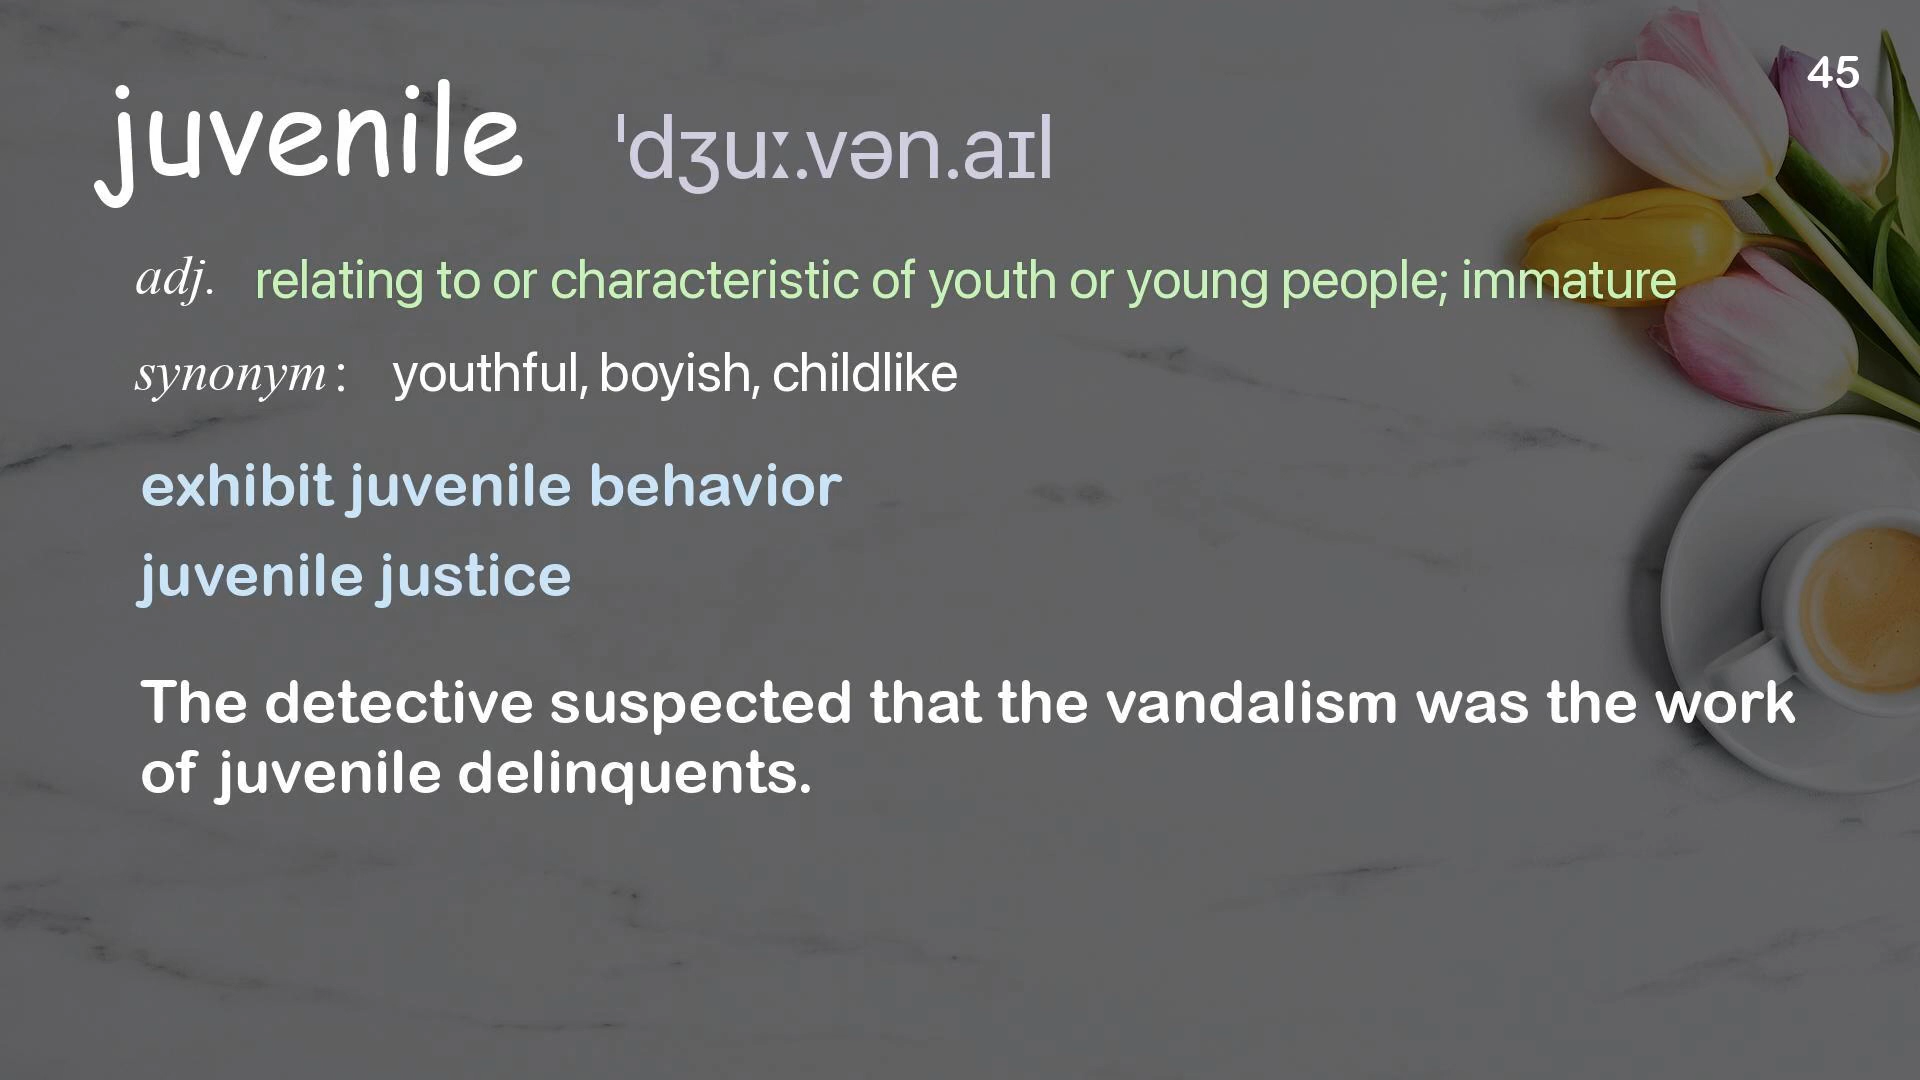 45
juvenile ˈdʒuː.vən.aɪl
adj. relating to or characteristic of youth or young people; immature
synonym: youthful, boyish, childlike
exhibit juvenile behavior
juvenile justice
The detective suspected that the vandalism was the work
of juvenile delinquents.